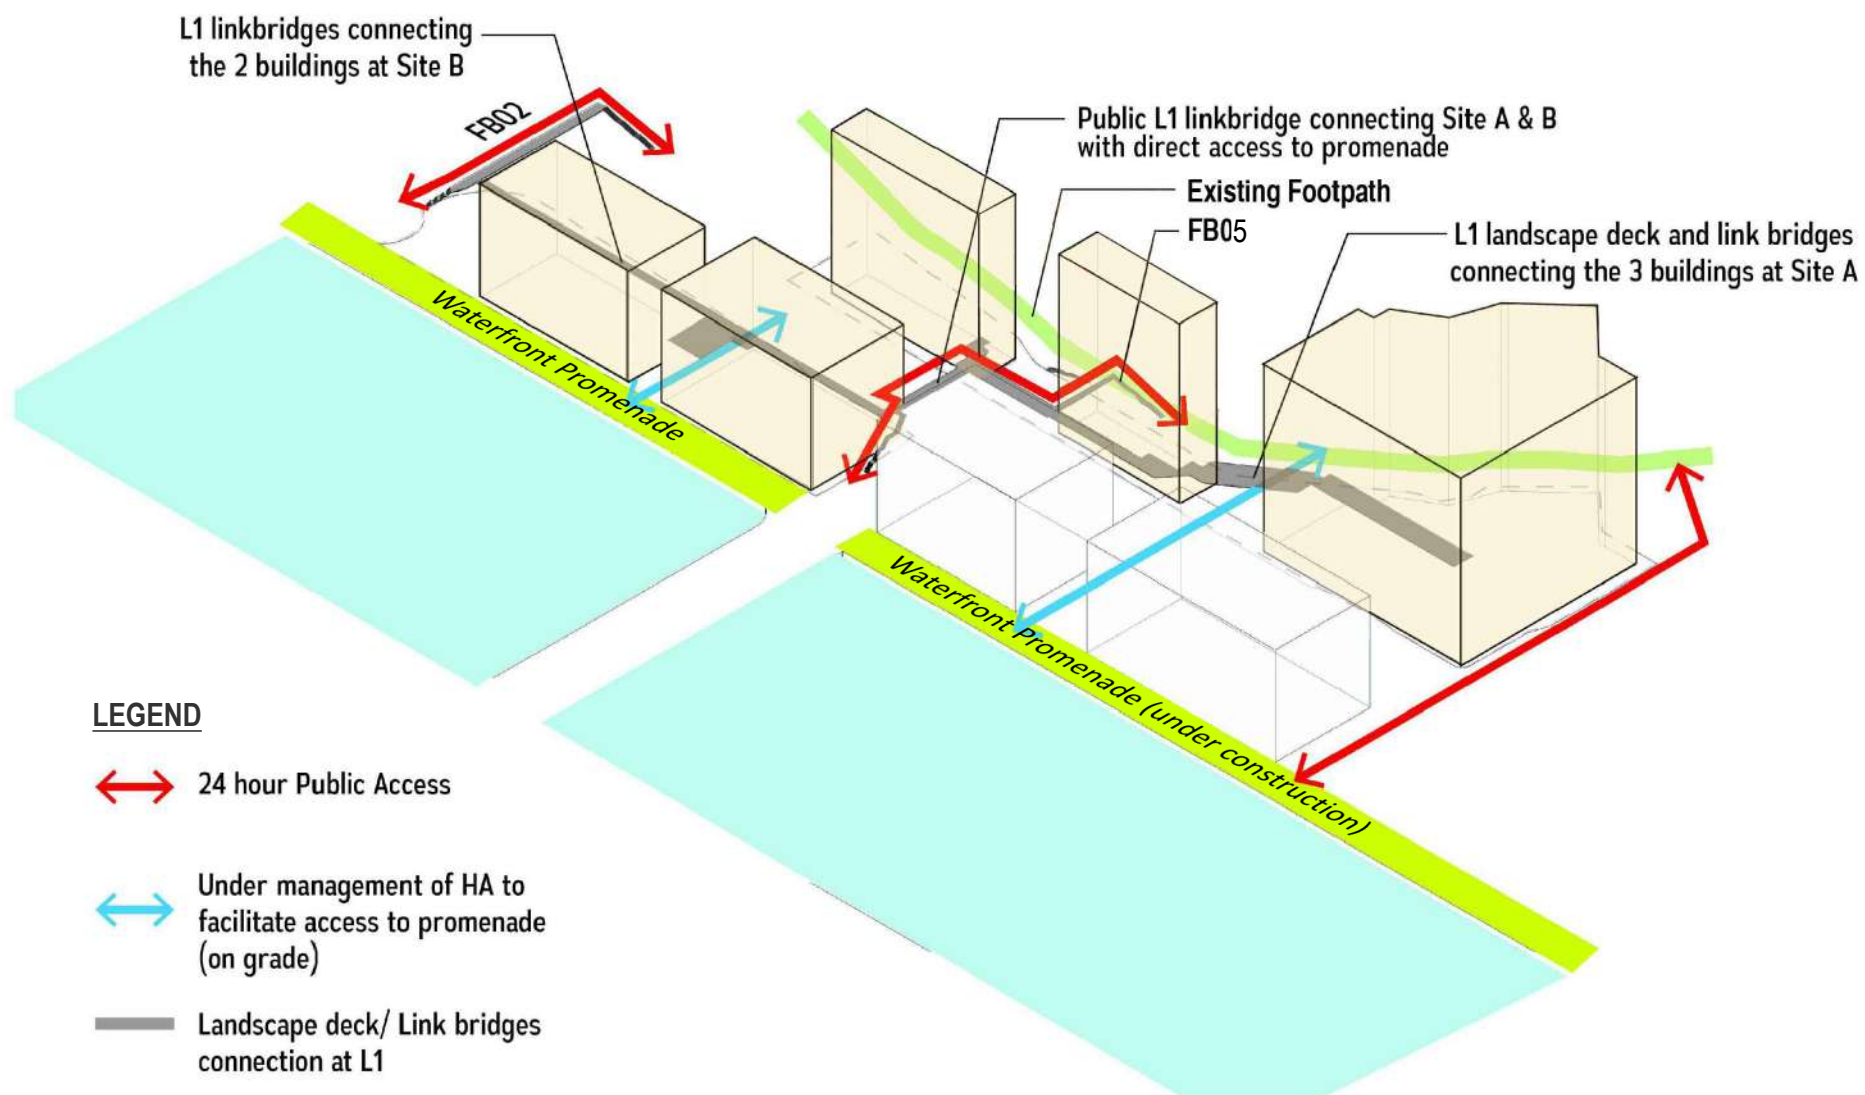 L1 linkbridges connecting
the 2 buildings at Site B
FB02
Public L1 linkbridge connecting Site A & B
with direct access to promenade
Existing Footpath
FB05
L1 landscape deck and link bridges
connecting the 3 buildings at Site A
Waterfront Promenade
Waterfront Promenade (under construction)
LEGEND
24 hour Public Access
Under management of HA to
facilitate access to promenade
(on grade)
Landscape deck/ Link bridges
connection at L1